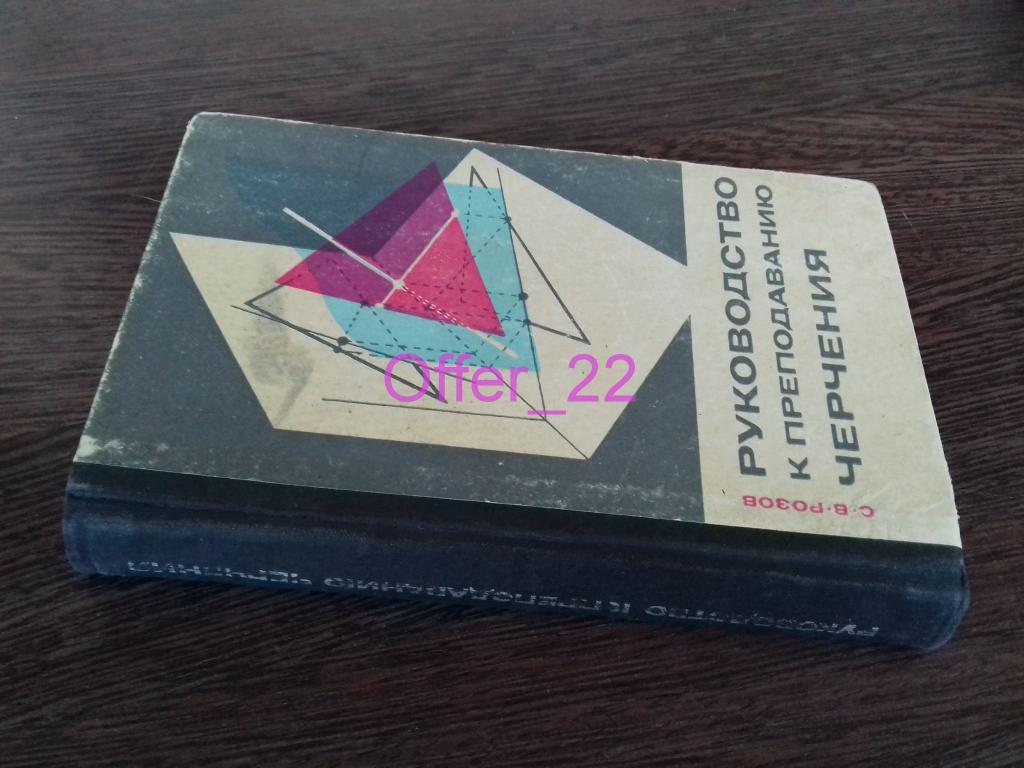 С·В·РОЗОВ
РУКОВОДСТВО
К ПРЕПОДАВАНИЮ
ЧЕРЧЕНИЯ
РУКОВОДСТВО К ПРЕПОДАВАНИЮ ЧЕРЧЕНИЯ
Offer_22